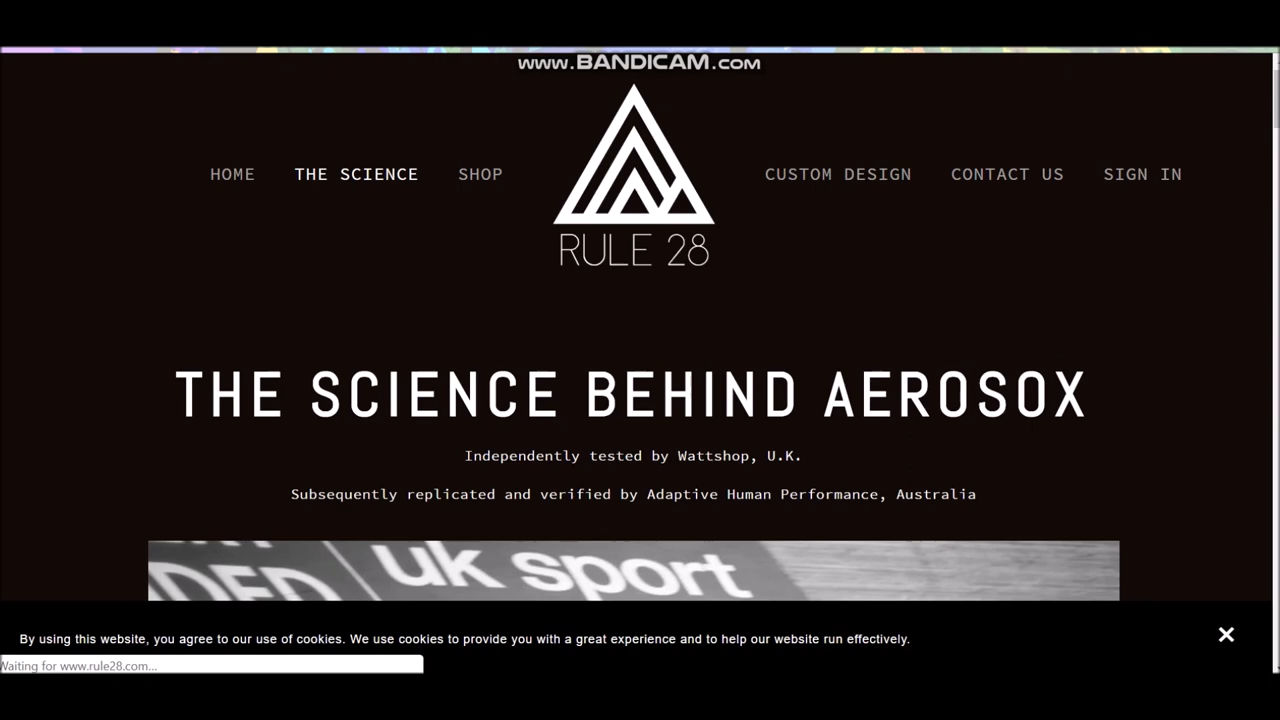 www.BANDICAM.com
HOME THE SCIENCE SHOP CUSTOM DESIGN CONTACT US SIGN IN
RULE 28
THE SCIENCE BEHIND AEROSOX
Independently tested by Wattshop, U.K.
Subsequently replicated and verified by Adaptive Human Performance, Australia
uk sport
By using this website, you agree to our use of cookies. We use cookies to provide you with a great experience and to help our website run effectively.
Waiting for www.rule28.com...